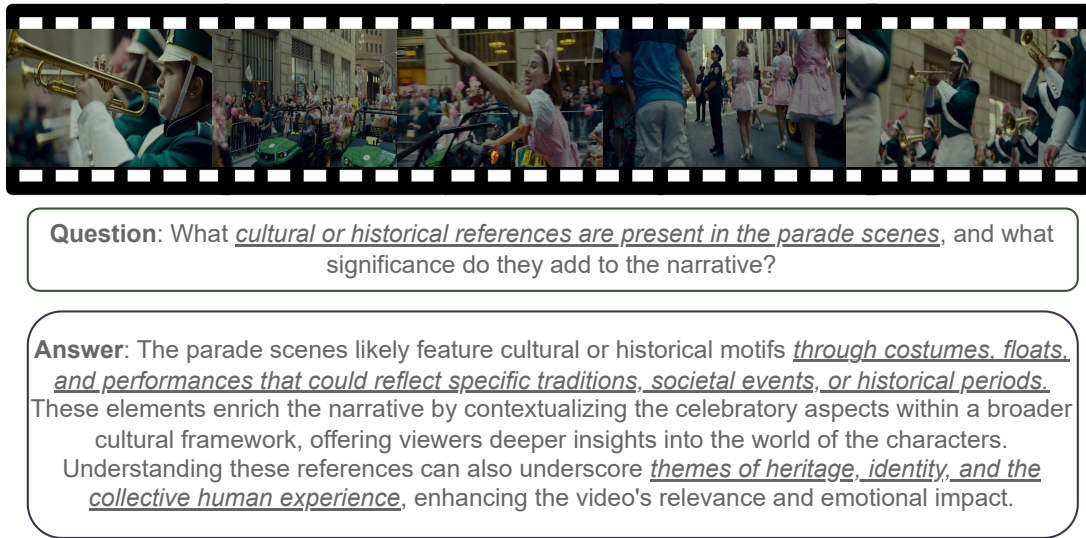 Question: What cultural or historical references are present in the parade scenes, and what
significance do they add to the narrative?
Answer: The parade scenes likely feature cultural or historical motifs through costumes, floats,
and performances that could reflect specific traditions, societal events, or historical periods.
These elements enrich the narrative by contextualizing the celebratory aspects within a broader
cultural framework, offering viewers deeper insights into the world of the characters.
Understanding these references can also underscore themes of heritage, identity, and the
collective human experience, enhancing the video's relevance and emotional impact.